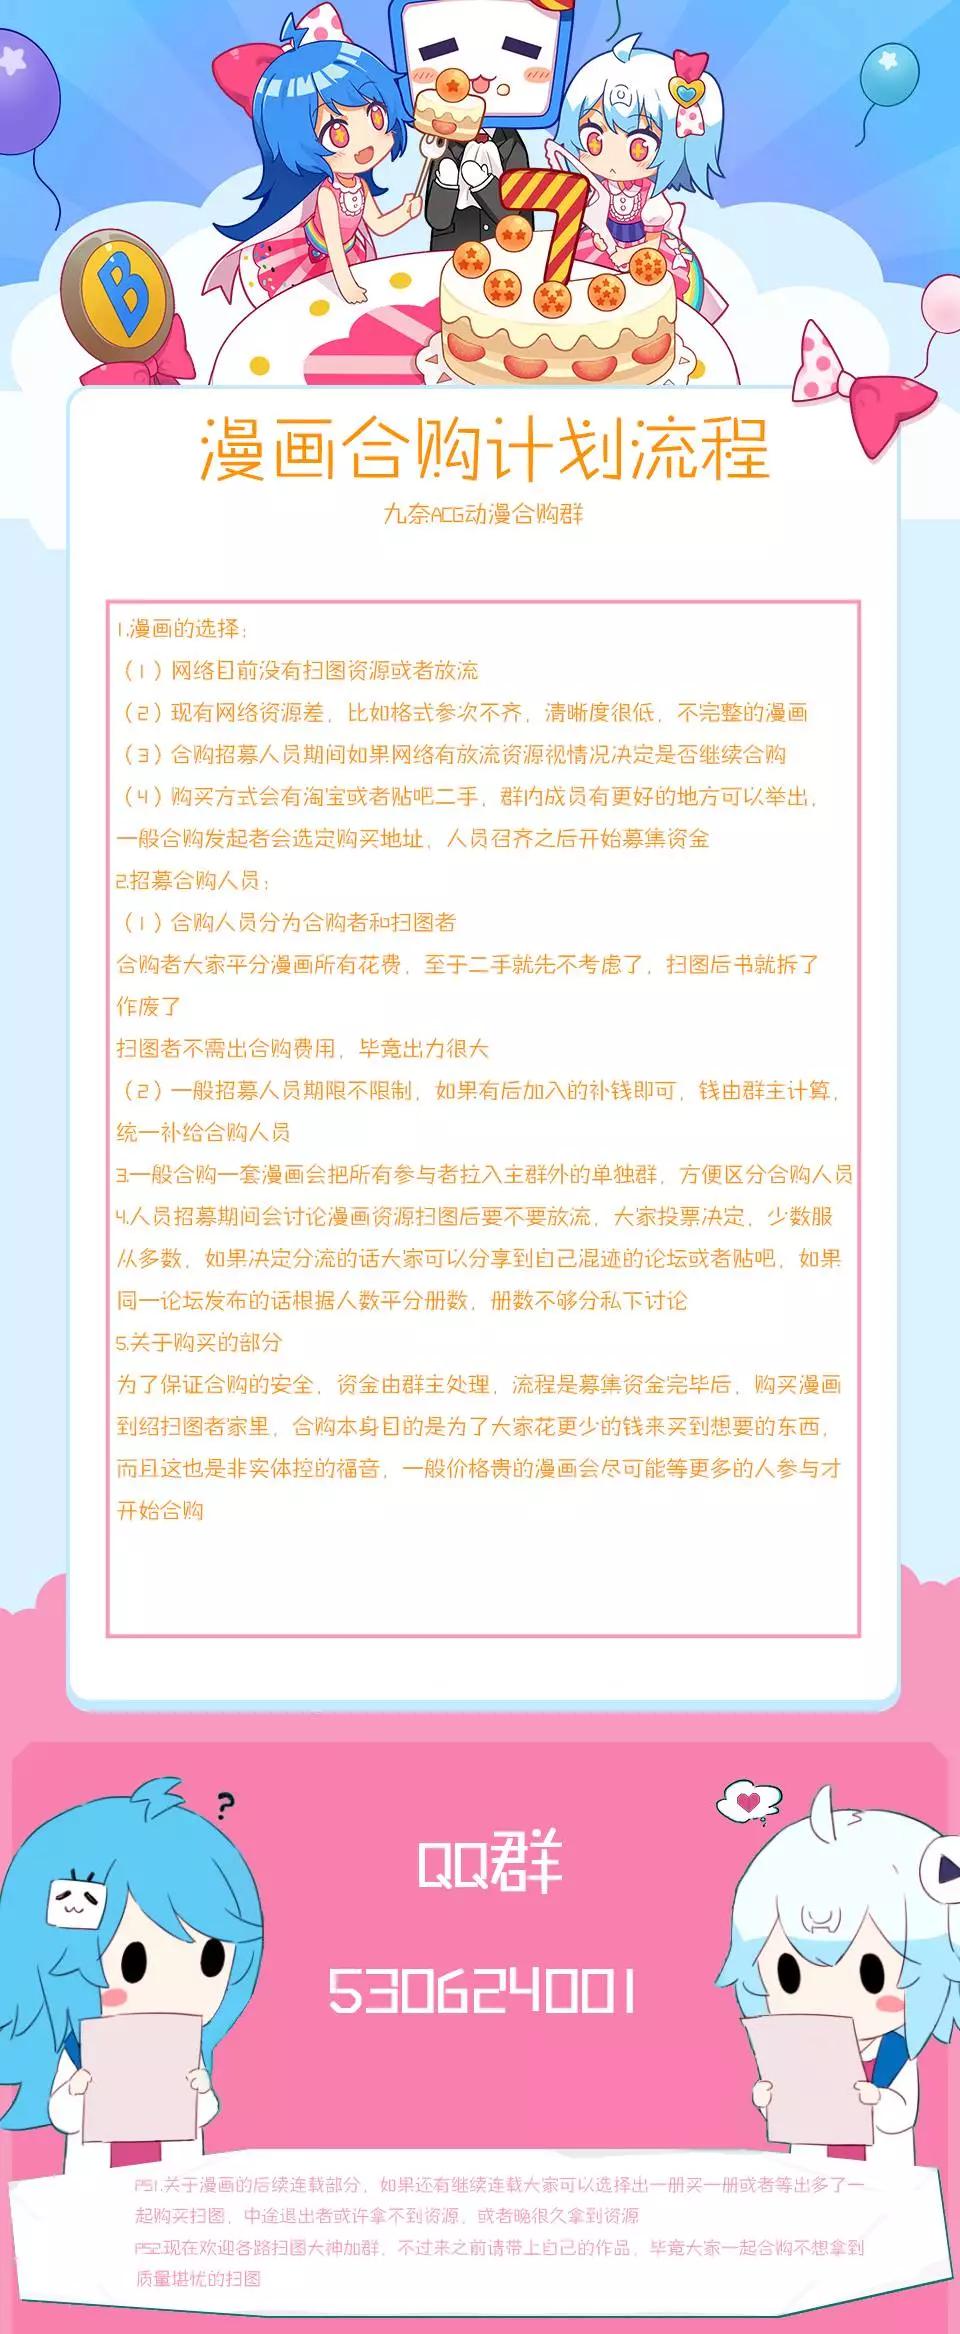 B
7
漫画合购计划流程
九奈ACG动漫合购群
1.漫画的选择：
（1）网络目前没有扫图资源或者放流
（2）现有网络资源差，比如格式参次不齐，清晰度很低，不完整的漫画
（3）合购招募人员期间如果网络有放流资源视情况决定是否继续合购
（4）购买方式会有淘宝或者贴吧二手，群内成员有更好的地方可以举出，
一般合购发起者会选定购买地址，人员召齐之后开始募集资金
2.招募合购人员：
（1）合购人员分为合购者和扫图者
合购者大家平分漫画所有花费，至于二手就先不考虑了，扫图后书就拆了
作废了
扫图者不需出合购费用，毕竟出力很大
（2）一般招募人员期限不限制，如果有后加入的补钱即可，钱由群主计算，
统一补给合购人员
3.一般合购一套漫画会把所有参与者拉入主群外的单独群，方便区分合购人员
4.人员招募期间会讨论漫画资源扫图后要不要放流，大家投票决定，少数服
从多数，如果决定分流的话大家可以分享到自己混迹的论坛或者贴吧，如果
同一论坛发布的话根据人数平分册数，册数不够分私下讨论
5.关于购买的部分
为了保证合购的安全，资金由群主处理，流程是募集资金完毕后，购买漫画
到绍扫图者家里，合购本身目的是为了大家花更少的钱来买到想要的东西，
而且这也是非实体控的福音，一般价格贵的漫画会尽可能等更多的人参与才
开始合购
?
QQ群
530624001
PS1.关于漫画的后续连载部分，如果还有继续连载大家可以选择出一册买一册或者等出多了一
起购买扫图，中途退出者或许拿不到资源，或者晚很久拿到资源
PS2.现在欢迎各路扫图大神加群，不过来之前请带上自己的作品，毕竟大家一起合购不想拿到
质量堪忧的扫图